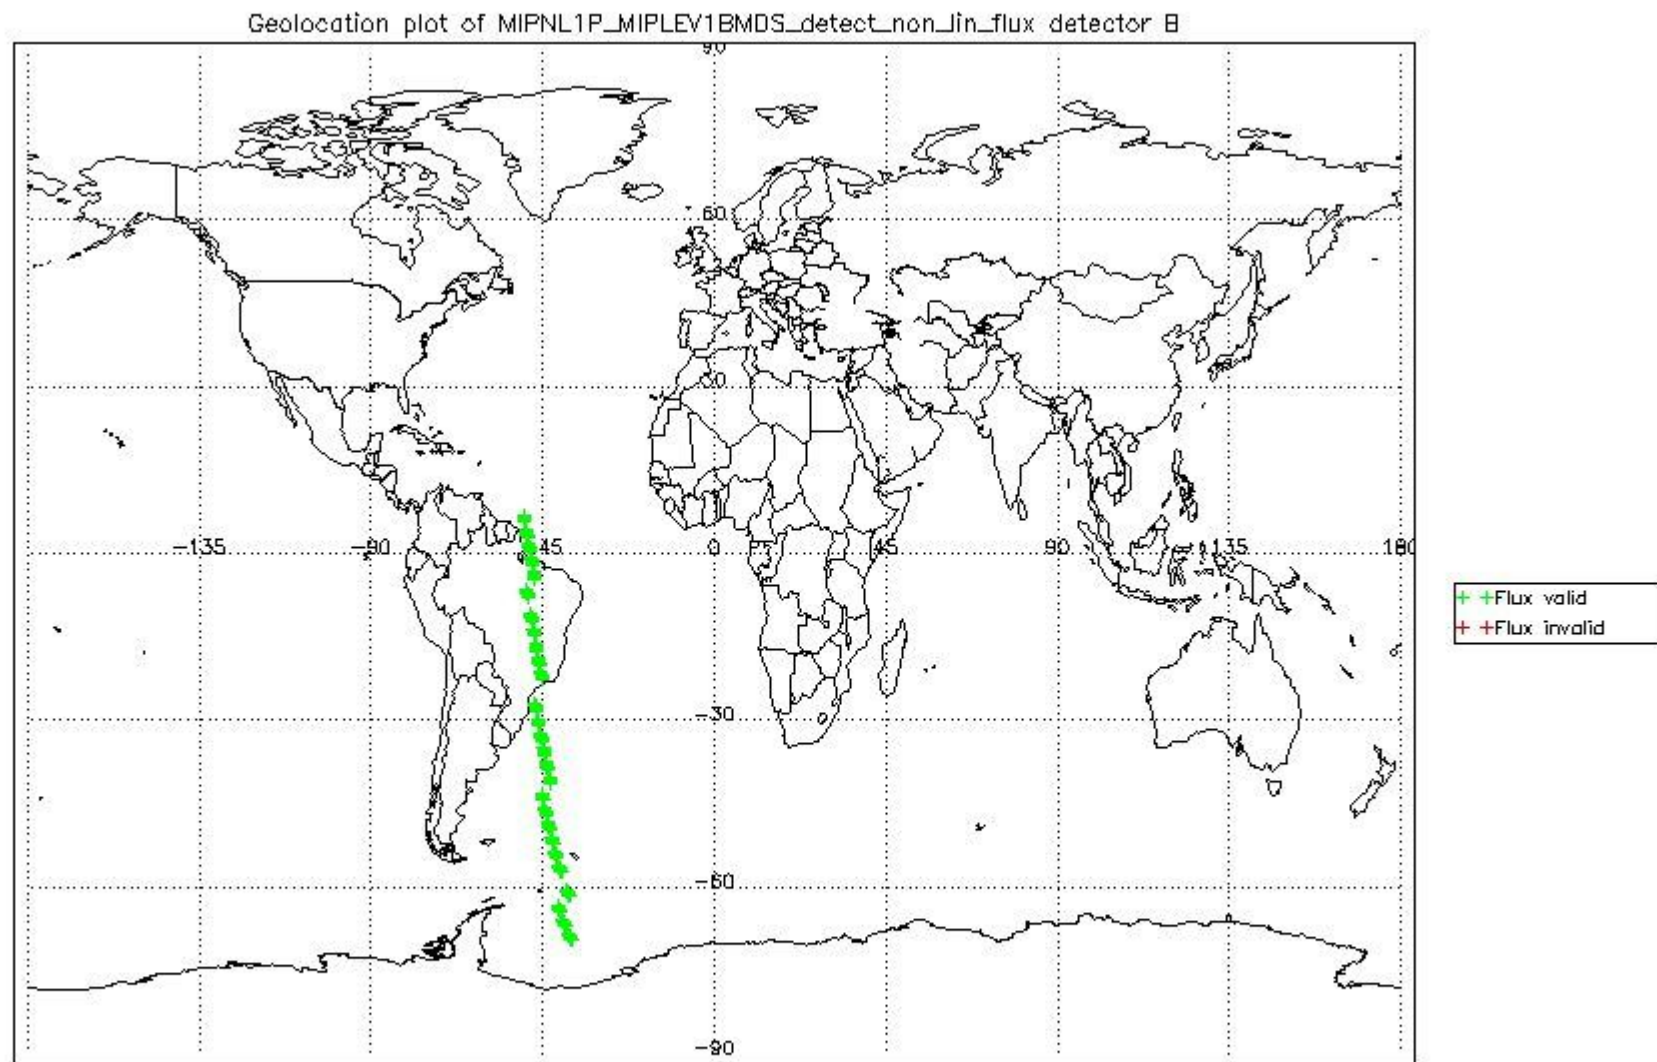 Geolocation plot of MIPNL1P_MIPLEV1BMDS_detect_non_lin_flux detector B
90
60
30
-135 -90 -45 0 45 90 135 180
Flux valid
Flux invalid
-30
-60
-90